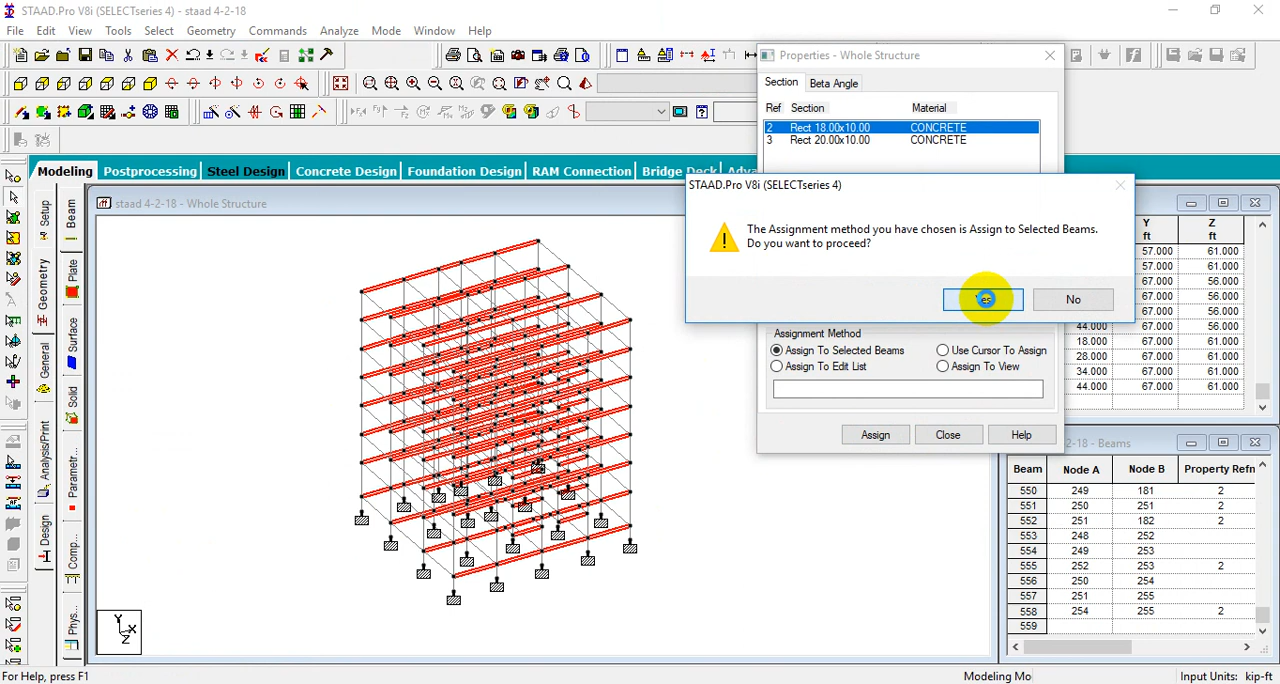 STAAD.Pro V8i (SELECTseries 4) - staad 4-2-18
File Edit View Tools Select Geometry Commands Analyze Mode Window Help
Properties - Whole Structure
Section Beta Angle
Ref Section Material
2 Rect 18.00x10.00 CONCRETE
3 Rect 20.00x10.00 CONCRETE
Modeling Postprocessing Steel Design Concrete Design Foundation Design RAM Connection Bridge Deck
staad 4-2-18 - Whole Structure
STAAD.Pro V8i (SELECTseries 4)
The Assignment method you have chosen is Assign to Selected Beams.
Do you want to proceed?
Yes No
Assignment Method
Assign To Selected Beams Use Cursor To Assign
Assign To Edit List Assign To View
Assign Close Help
Setup
Geometry
General
Analysis/Print
Design
Beam
Plate
Surface
Solid
Parametr...
Comp...
Phys...
Y Z
ft ft
57.000 61.000
57.000 61.000
67.000 56.000
67.000 56.000
67.000 56.000
44.000 67.000 56.000
18.000 67.000 61.000
28.000 67.000 61.000
34.000 67.000 61.000
44.000 67.000 61.000
-2-18 - Beams
Beam Node A Node B Property Refn
550 249 181 2
551 250 251 2
552 251 182 2
553 248 252
554 249 253
555 252 253 2
556 250 254
557 251 255
558 254 255 2
559
Y
X
Z
For Help, press F1 Modeling Mo Input Units: kip-ft